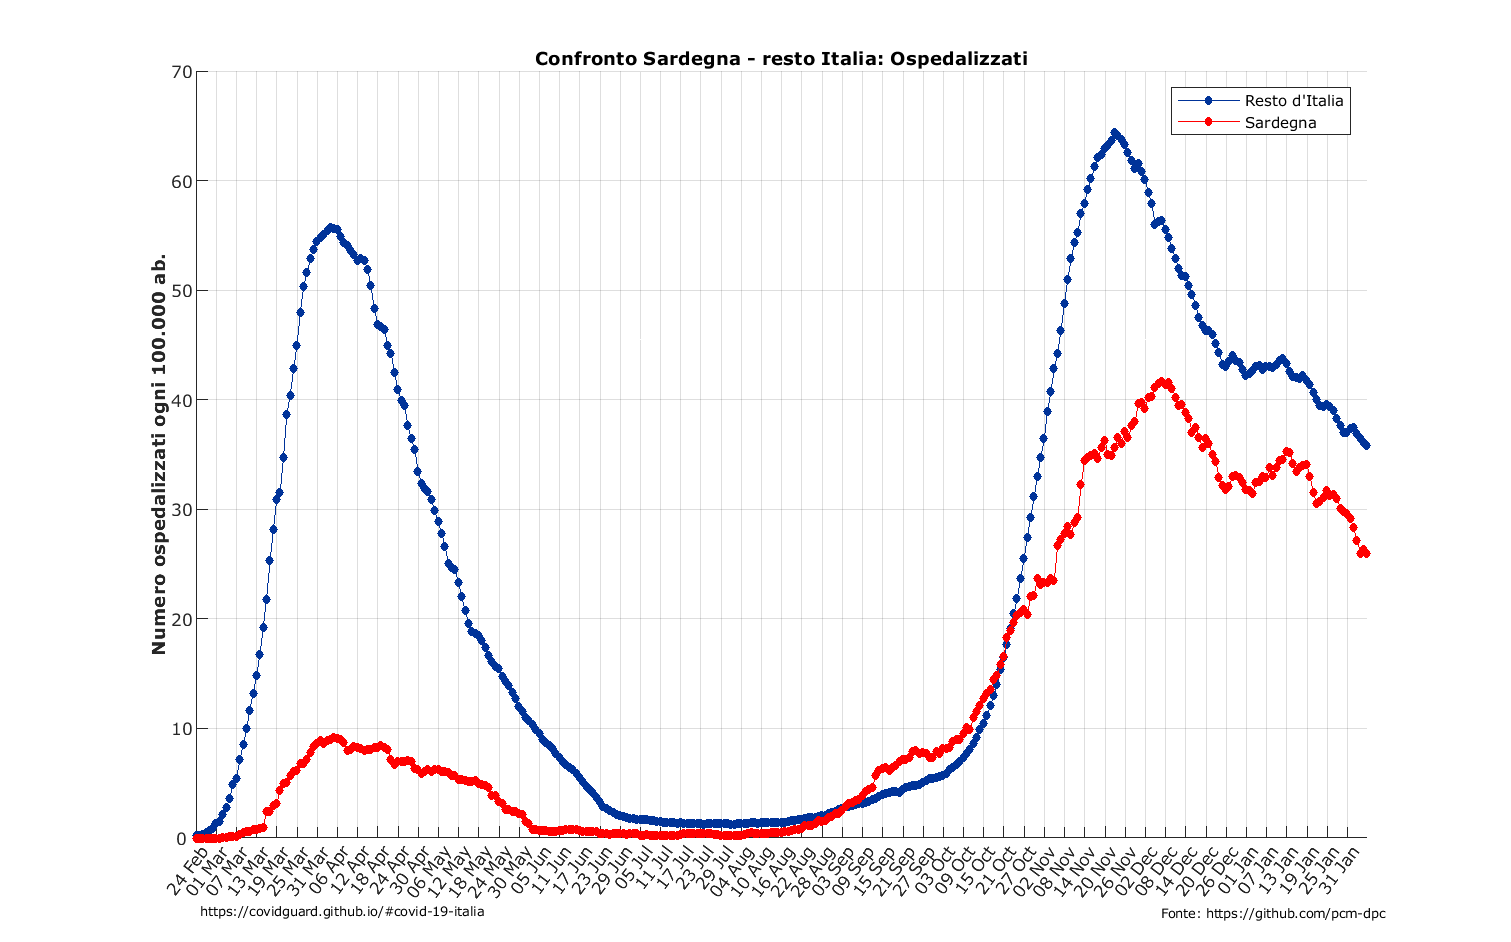 Confronto Sardegna - resto Italia: Ospedalizzati
Resto d'Italia
Sardegna
Numero ospedalizzati ogni 100.000 ab.
70
60
50
40
30
20
10
0
24 Feb
01 Mar
07 Mar
13 Mar
19 Mar
25 Mar
31 Mar
06 Apr
12 Apr
18 Apr
24 Apr
30 Apr
06 May
12 May
18 May
24 May
30 May
05 Jun
11 Jun
17 Jun
23 Jun
29 Jun
05 Jul
11 Jul
17 Jul
23 Jul
29 Jul
04 Aug
10 Aug
16 Aug
22 Aug
28 Aug
03 Sep
09 Sep
15 Sep
21 Sep
27 Sep
03 Oct
09 Oct
15 Oct
21 Oct
27 Oct
02 Nov
08 Nov
14 Nov
20 Nov
26 Nov
02 Dec
08 Dec
14 Dec
20 Dec
26 Dec
01 Jan
07 Jan
13 Jan
19 Jan
25 Jan
31 Jan
https://covidguard.github.io/#covid-19-italia
Fonte: https://github.com/pcm-dpc